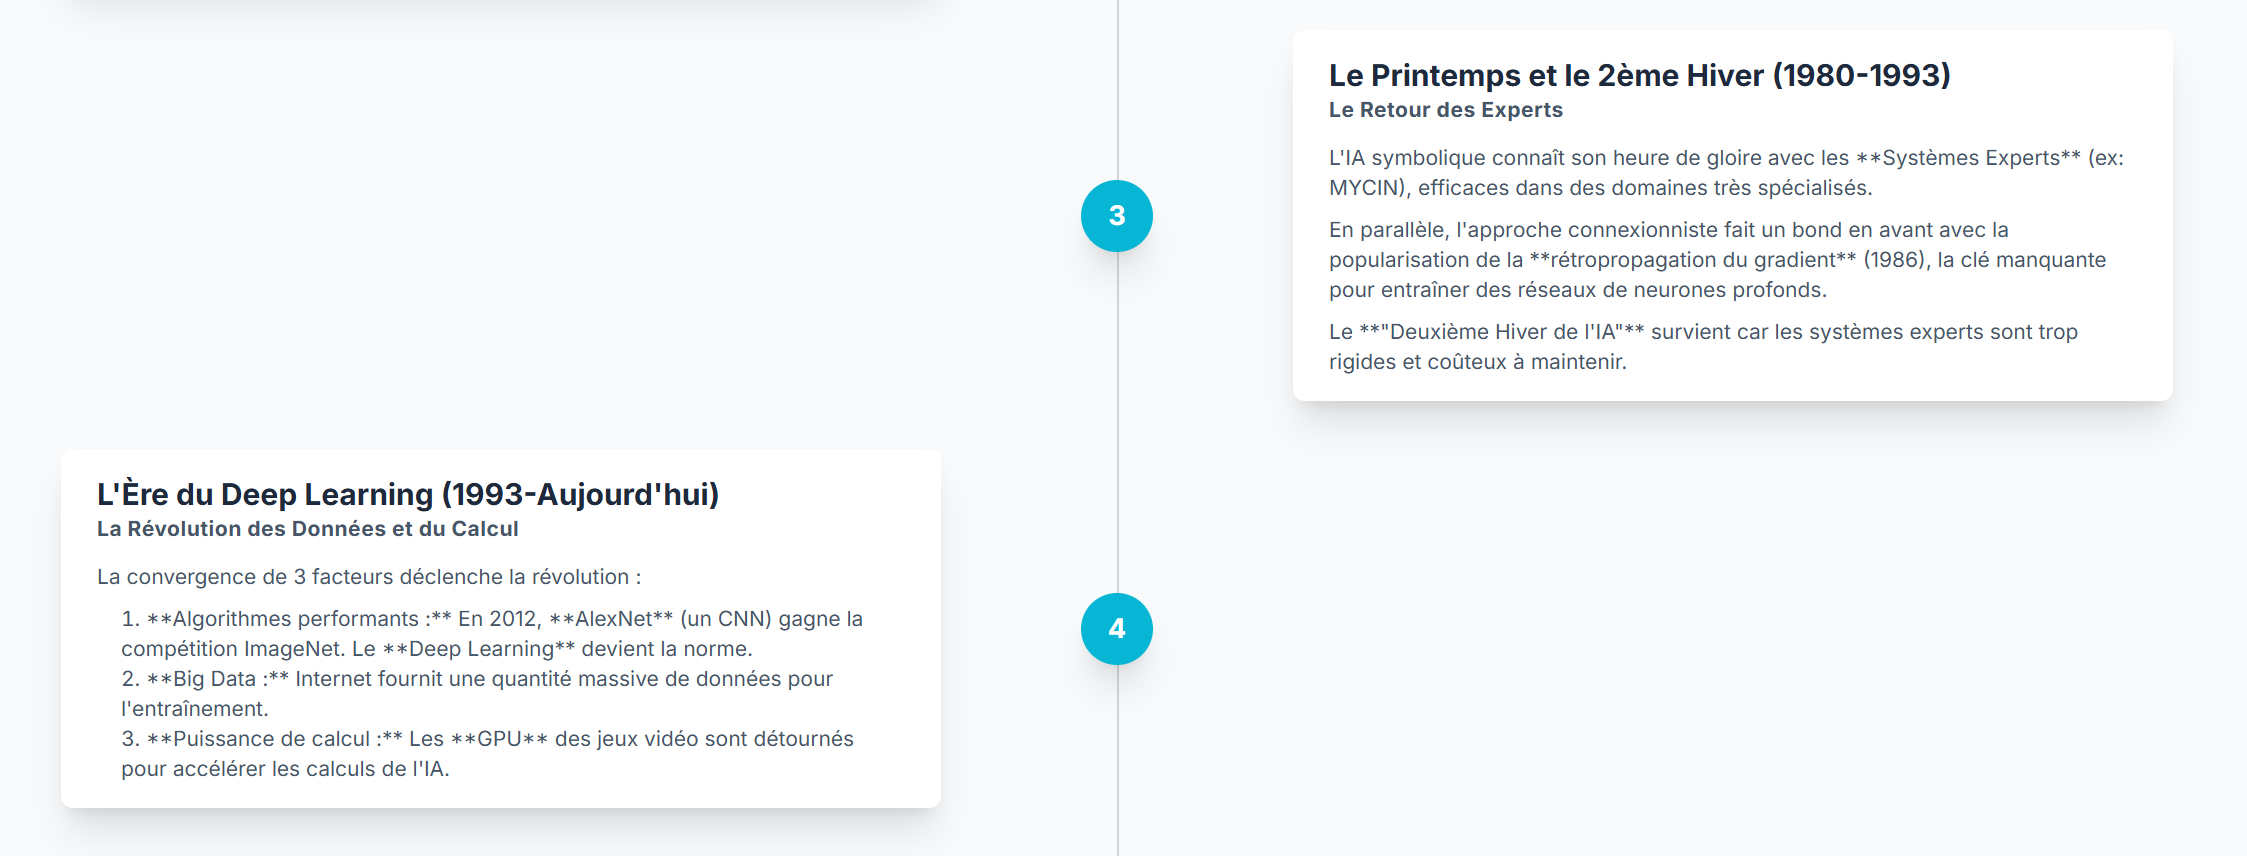 Le Printemps et le 2ème Hiver (1980-1993)
Le Retour des Experts
L'IA symbolique connaît son heure de gloire avec les **Systèmes Experts** (ex:
MYCIN), efficaces dans des domaines très spécialisés.
En parallèle, l'approche connexionniste fait un bond en avant avec la
popularisation de la **rétropropagation du gradient** (1986), la clé manquante
pour entraîner des réseaux de neurones profonds.
Le **"Deuxième Hiver de l'IA"** survient car les systèmes experts sont trop
rigides et coûteux à maintenir.
3
L'Ère du Deep Learning (1993-Aujourd'hui)
La Révolution des Données et du Calcul
La convergence de 3 facteurs déclenche la révolution :
1. **Algorithmes performants :** En 2012, **AlexNet** (un CNN) gagne la
compétition ImageNet. Le **Deep Learning** devient la norme.
2. **Big Data :** Internet fournit une quantité massive de données pour
l'entraînement.
3. **Puissance de calcul :** Les **GPU** des jeux vidéo sont détournés
pour accélérer les calculs de l'IA.
4